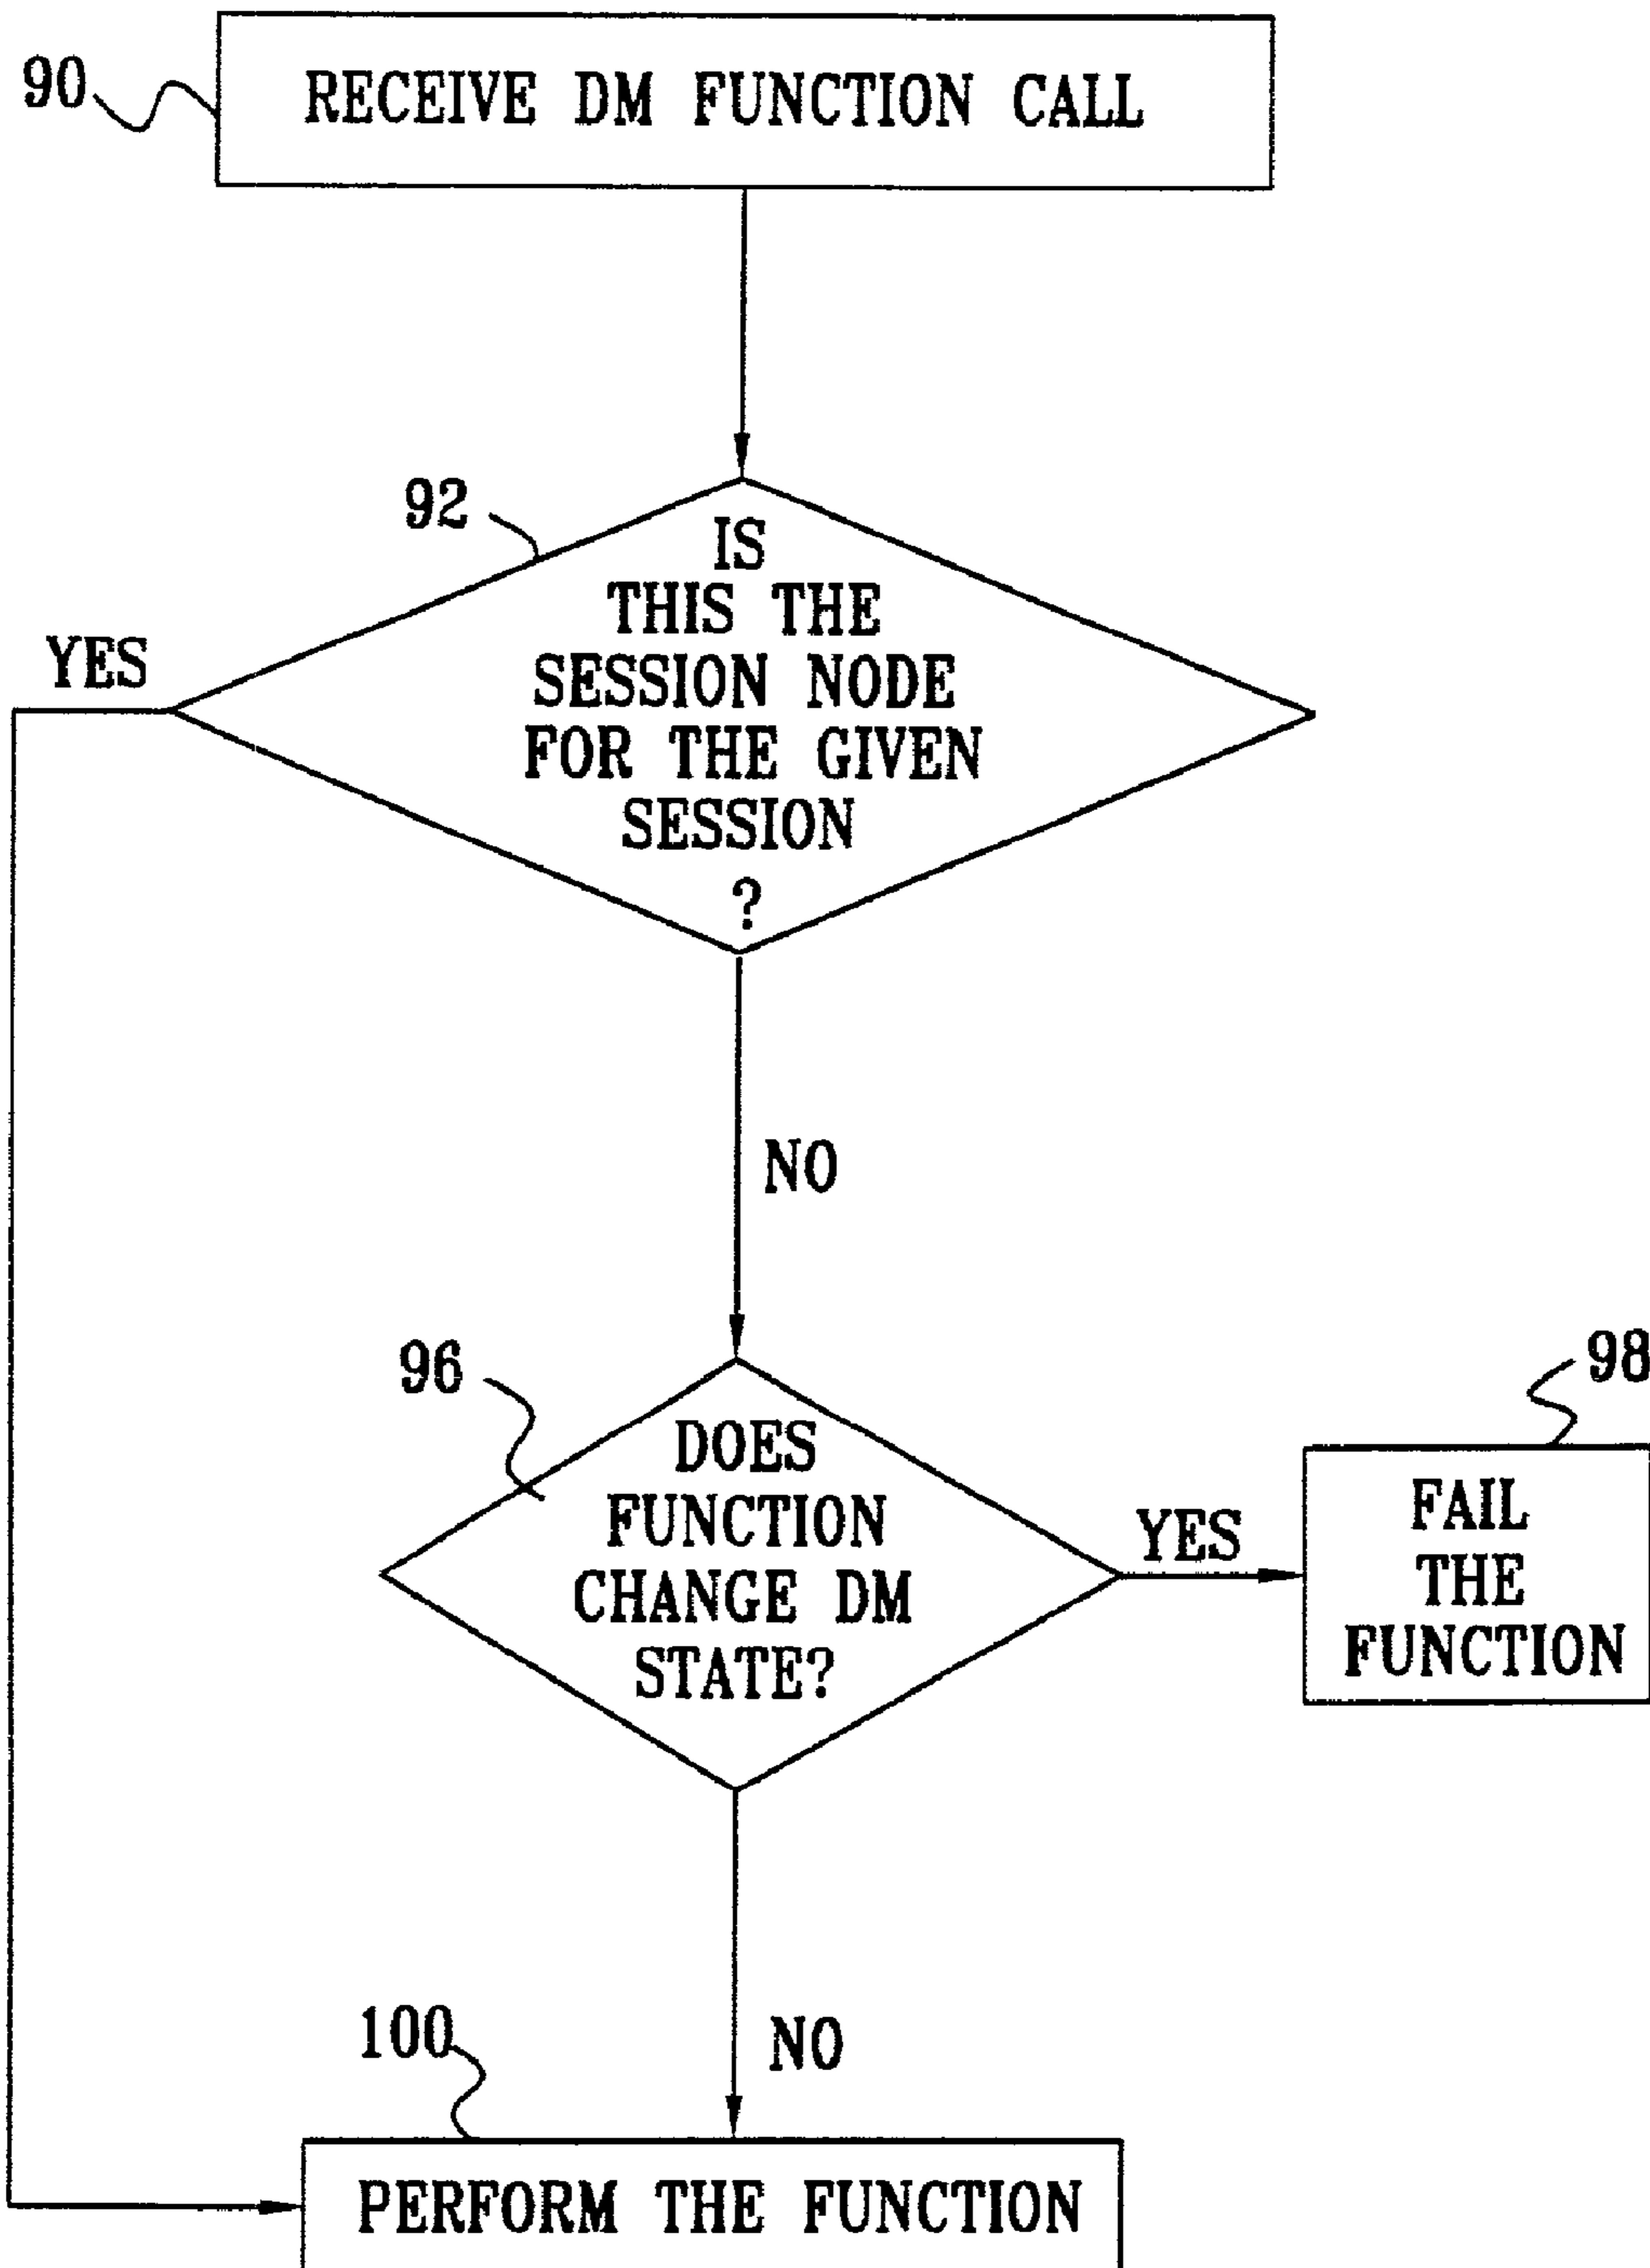 90
RECEIVE DM FUNCTION CALL
92
IS
THIS THE
SESSION NODE
FOR THE GIVEN
SESSION
?
YES
NO
96
DOES
FUNCTION
CHANGE DM
STATE?
YES
98
FAIL
THE
FUNCTION
NO
100
PERFORM THE FUNCTION